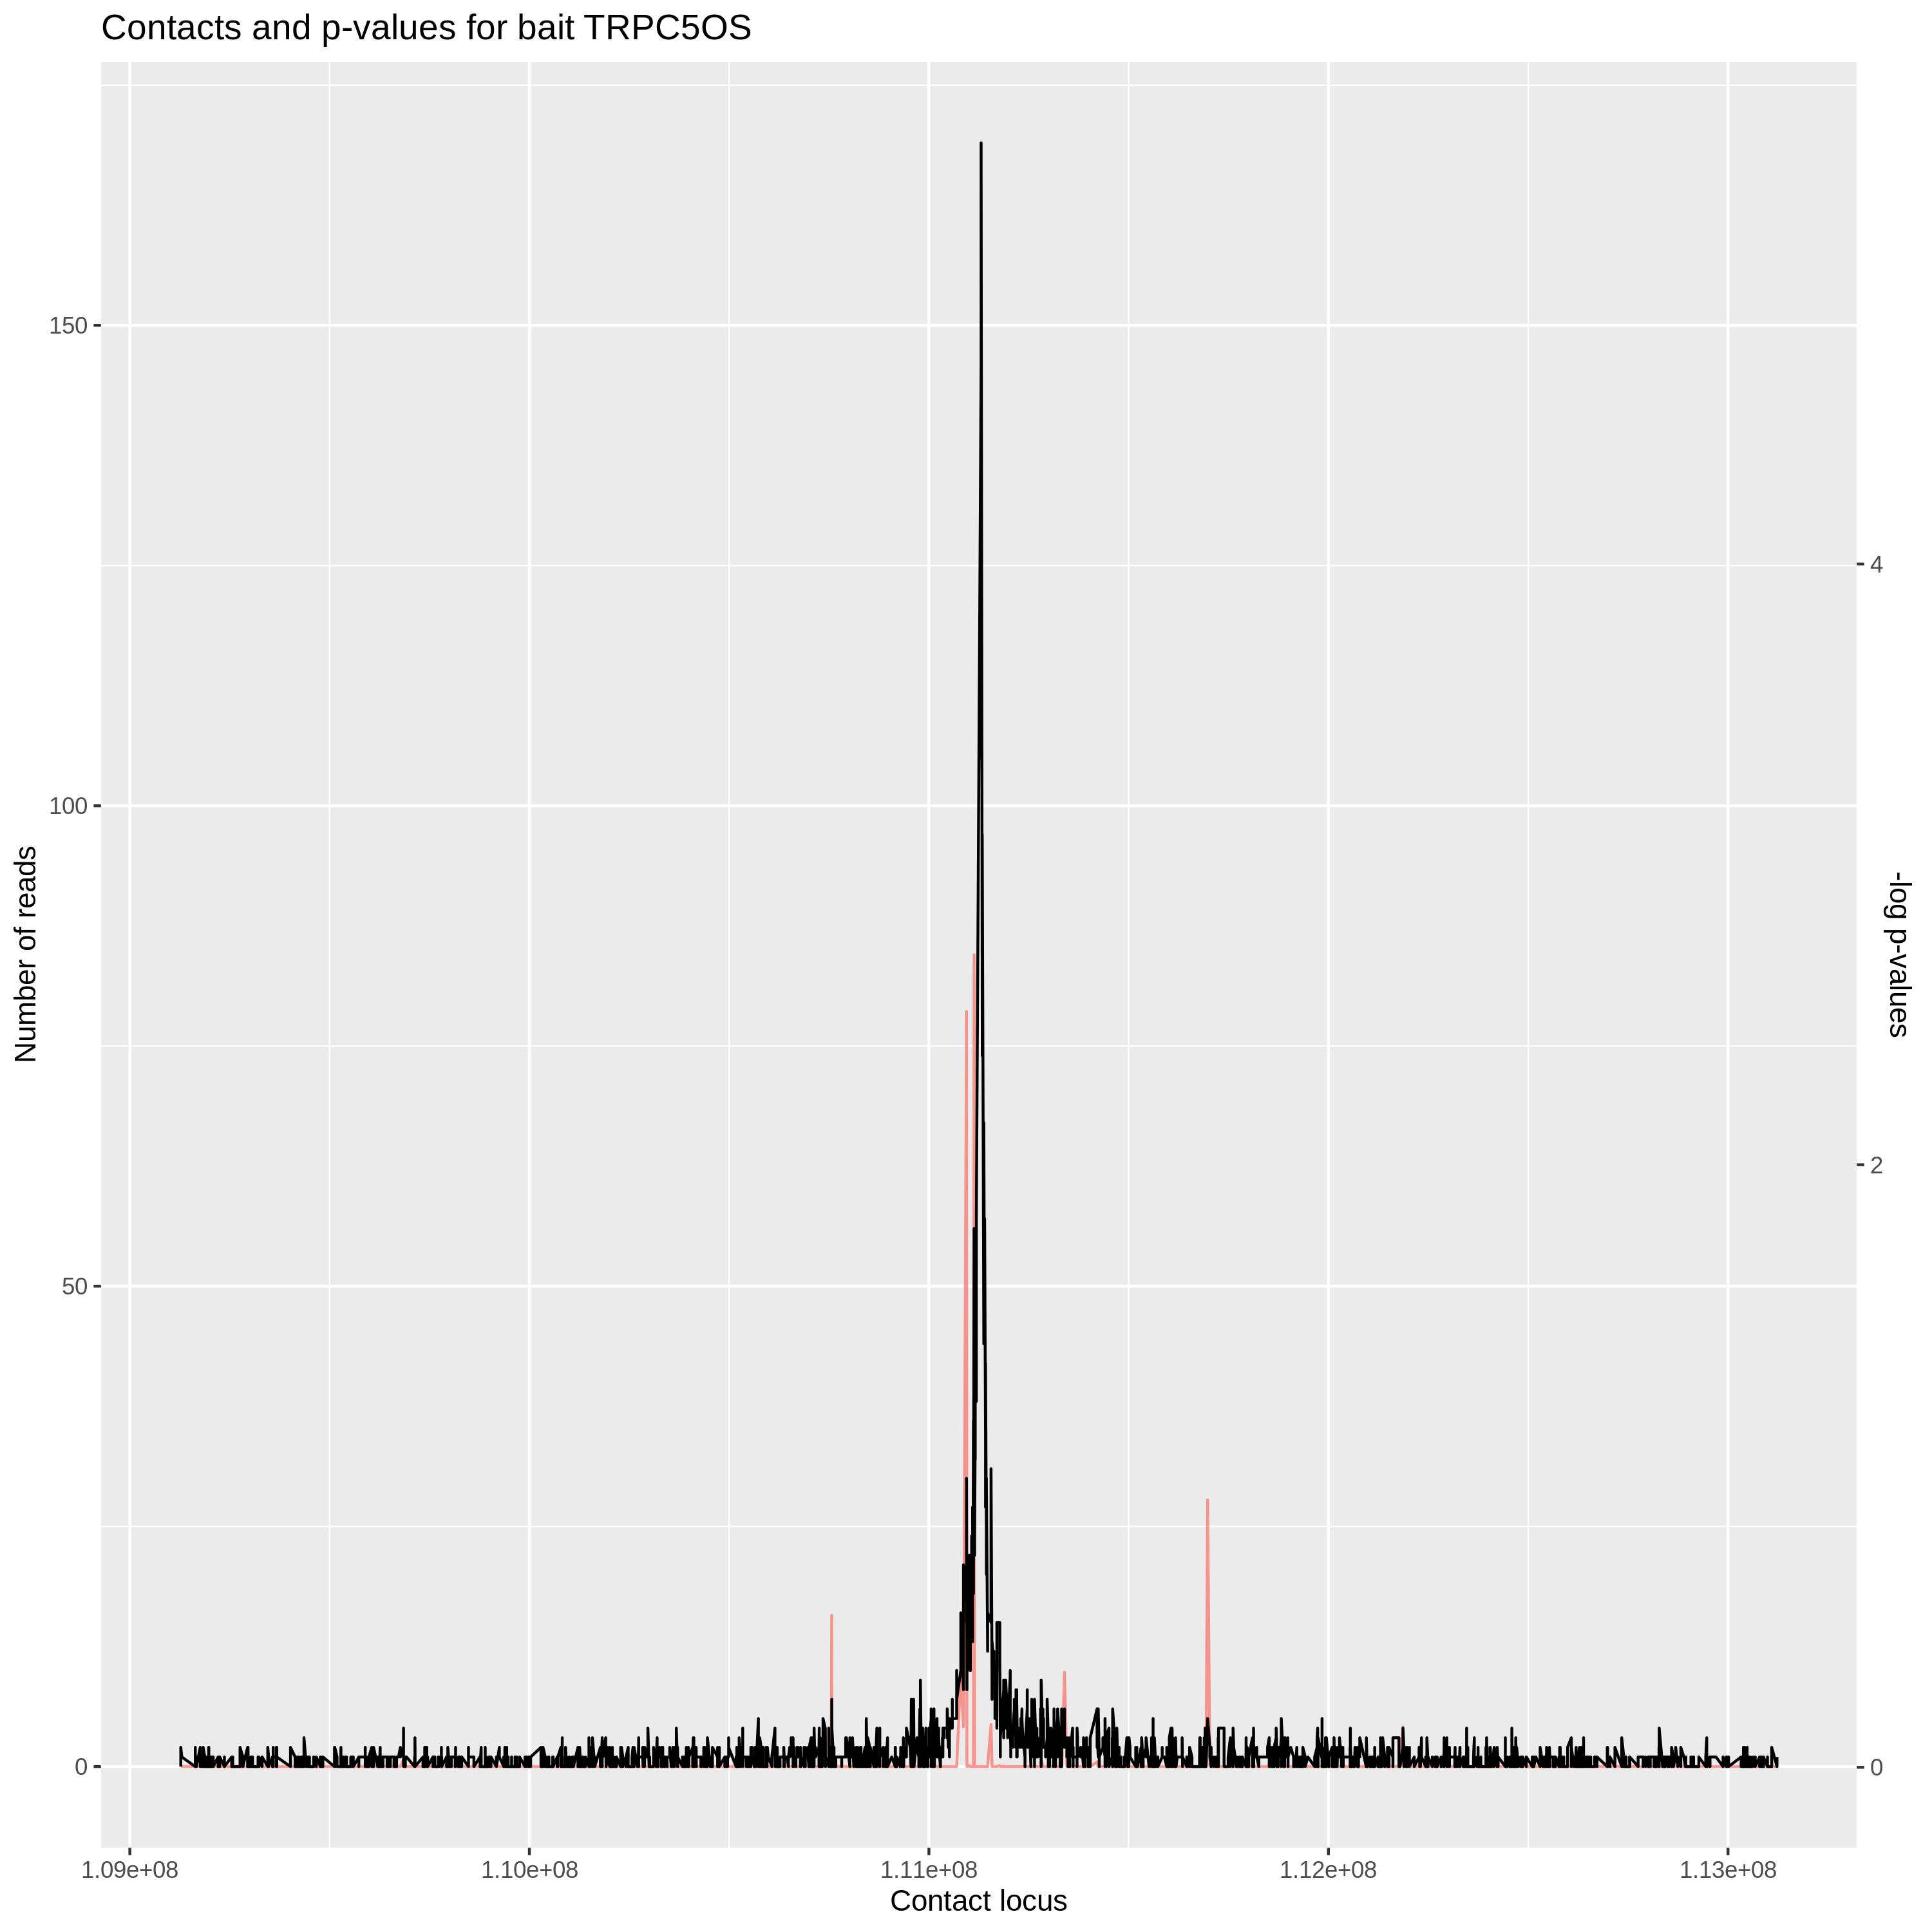 Contacts and p-values for bait TRPC5OS
150
100
50
0
Number of reads
4
2
0
-log p-values
1.09e+08
1.10e+08
1.11e+08
1.12e+08
1.13e+08
Contact locus